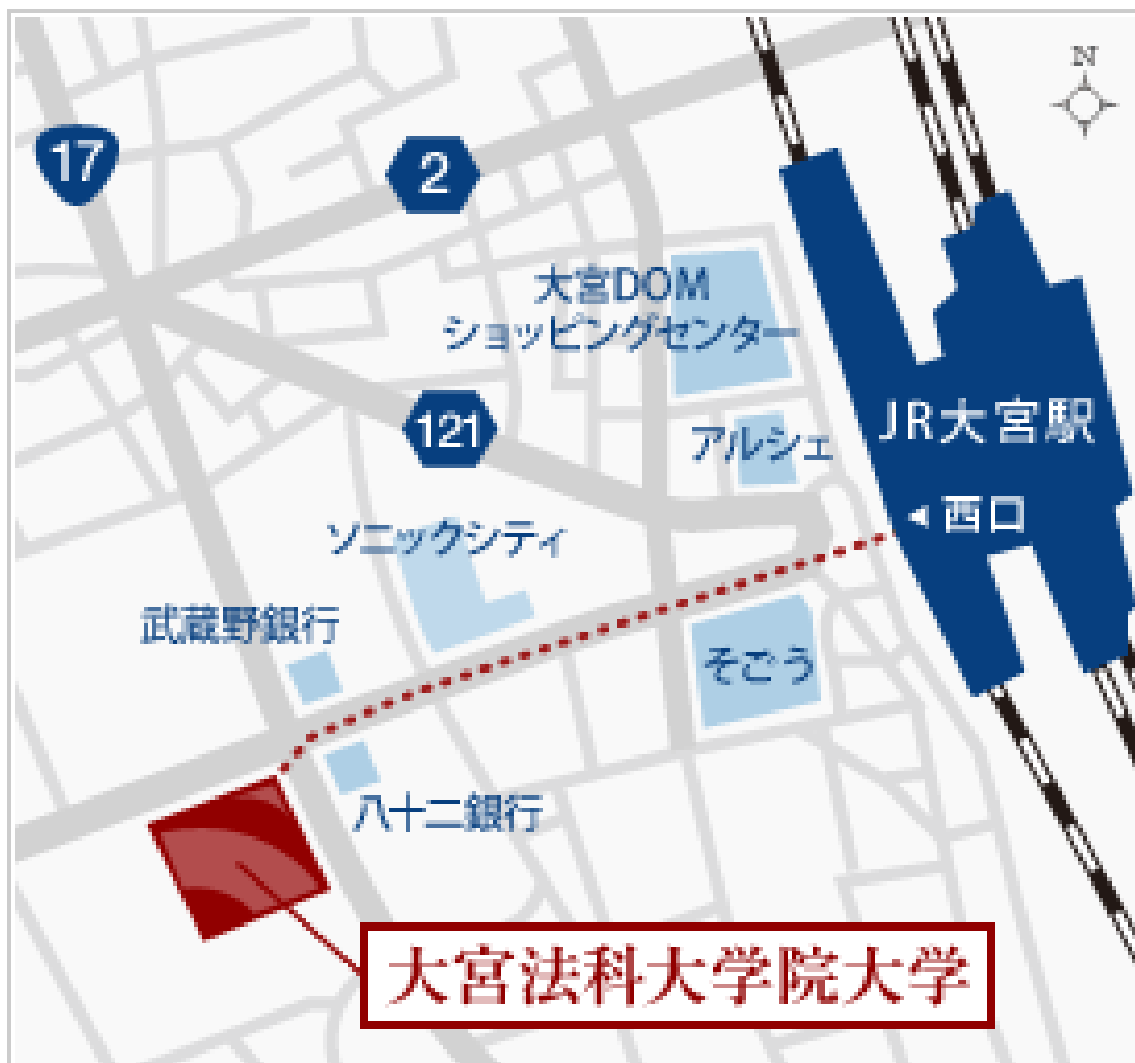 N
17
2
大宮DOM
ショッピングセンター
JR大宮駅
アルシェ
121
西口
ソニックシティ
武蔵野銀行
そごう
八十二銀行
大宮法科大学院大学